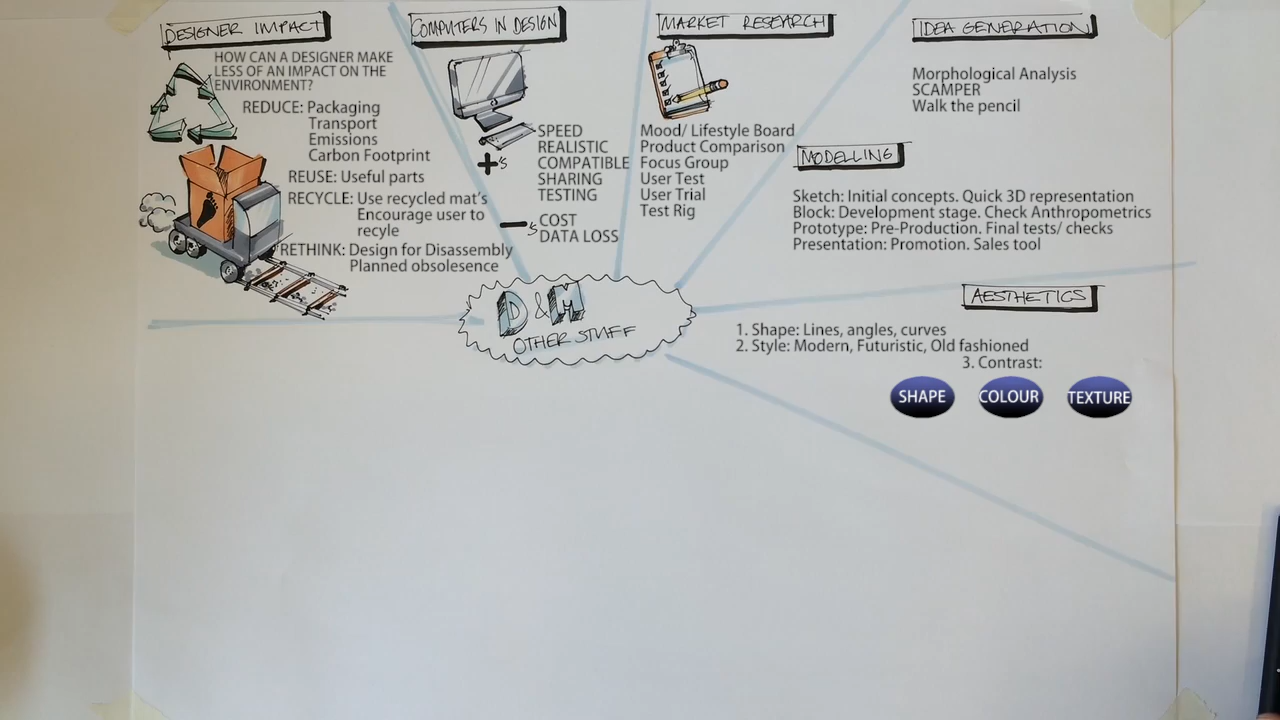 DESIGNER IMPACT
HOW CAN A DESIGNER MAKE
LESS OF AN IMPACT ON THE
ENVIRONMENT?
REDUCE: Packaging
Transport
Emissions
Carbon Footprint
REUSE: Useful parts
RECYCLE: Use recycled mat's
Encourage user to
recyle
RETHINK: Design for Disassembly
Planned obsolesence
COMPUTERS IN DESIGN
+'s
SPEED
REALISTIC
COMPATIBLE
SHARING
TESTING
–'s
COST
DATA LOSS
MARKET RESEARCH
Mood/ Lifestyle Board
Product Comparison
Focus Group
User Test
User Trial
Test Rig
IDEA GENERATION
Morphological Analysis
SCAMPER
Walk the pencil
MODELLING
Sketch: Initial concepts. Quick 3D representation
Block: Development stage. Check Anthropometrics
Prototype: Pre-Production. Final tests/ checks
Presentation: Promotion. Sales tool
D & M
OTHER STUFF
AESTHETICS
1. Shape: Lines, angles, curves
2. Style: Modern, Futuristic, Old fashioned
3. Contrast:
SHAPE COLOUR TEXTURE